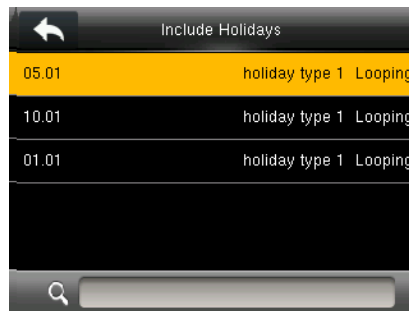 Include Holidays
05.01 holiday type 1 Looping
10.01 holiday type 1 Looping
01.01 holiday type 1 Looping